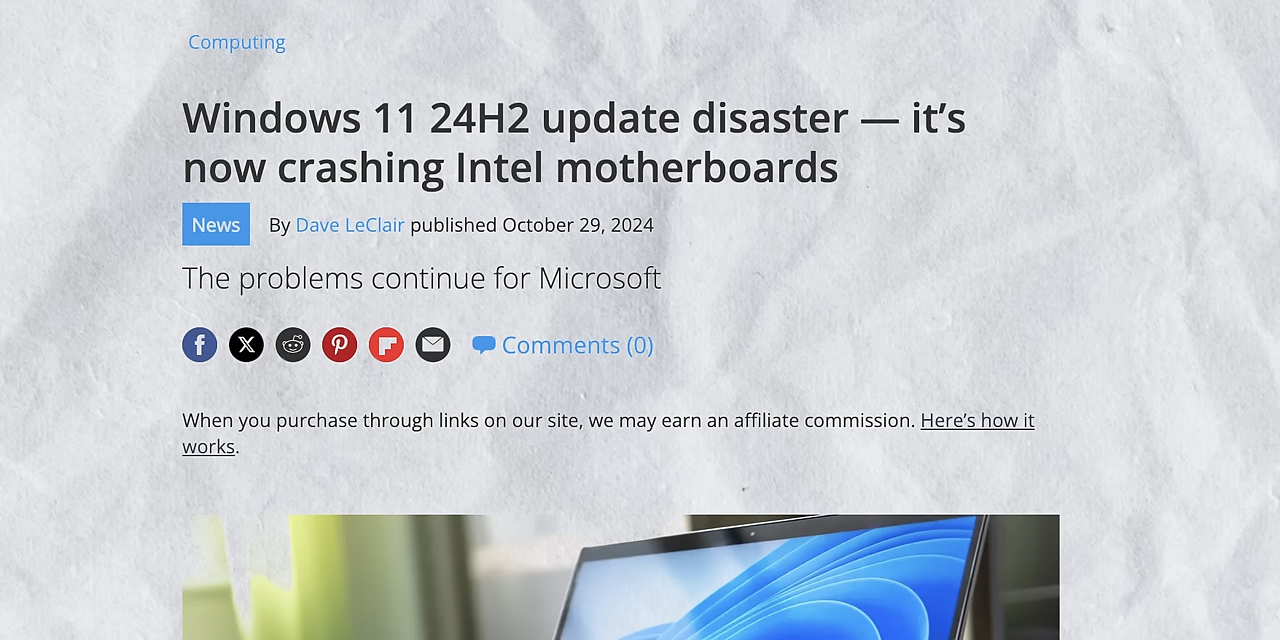 Computing
Windows 11 24H2 update disaster — it’s
now crashing Intel motherboards
News By Dave LeClair published October 29, 2024
The problems continue for Microsoft
Comments (0)
When you purchase through links on our site, we may earn an affiliate commission. Here’s how it
works.